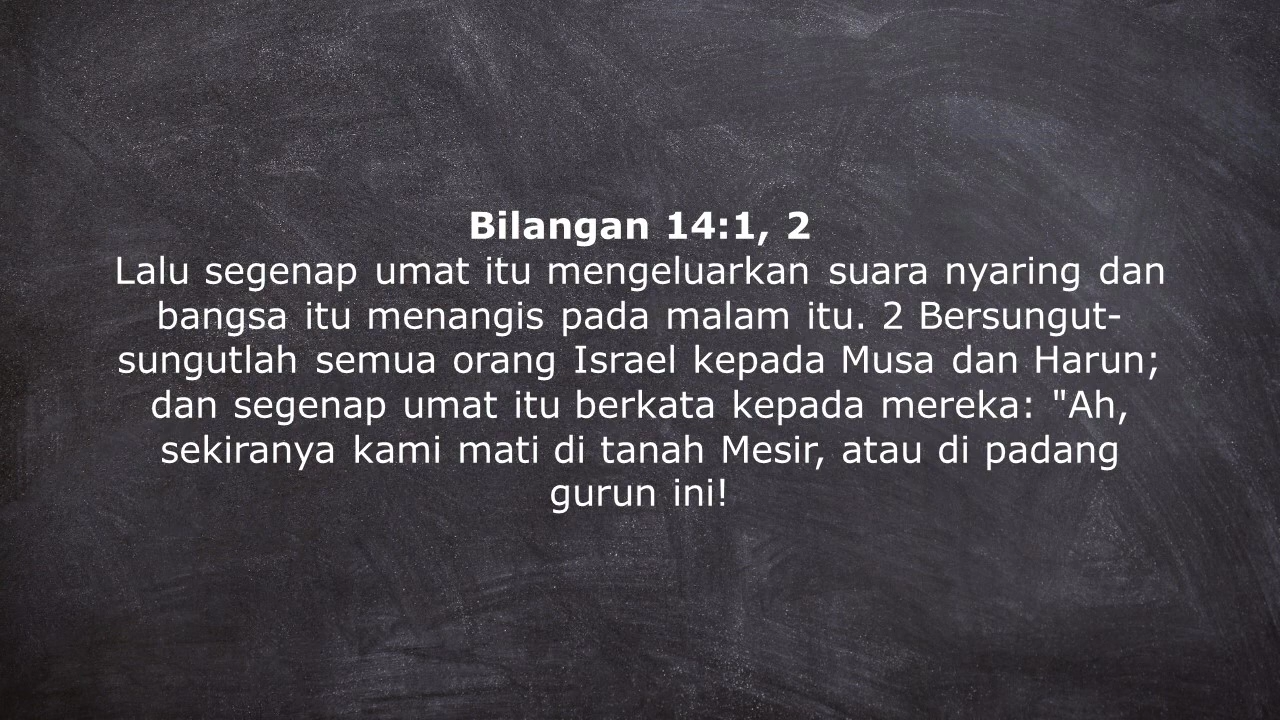 Bilangan 14:1, 2
Lalu segenap umat itu mengeluarkan suara nyaring dan
bangsa itu menangis pada malam itu. 2 Bersungut-
sungutlah semua orang Israel kepada Musa dan Harun;
dan segenap umat itu berkata kepada mereka: "Ah,
sekiranya kami mati di tanah Mesir, atau di padang
gurun ini!